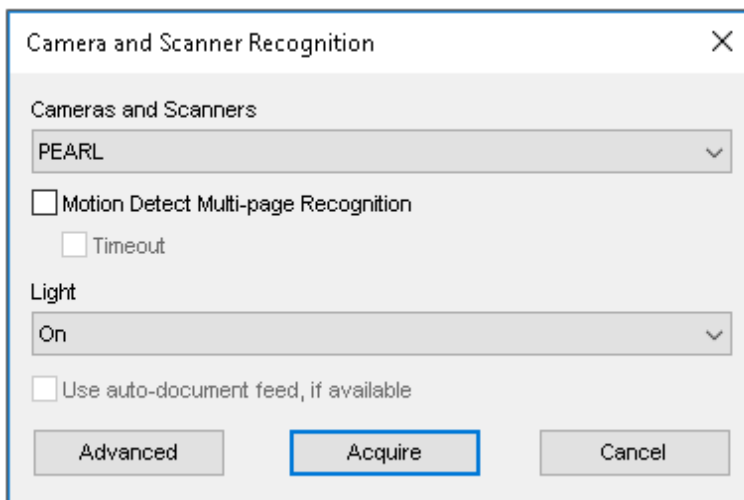 Camera and Scanner Recognition
Cameras and Scanners
PEARL
Motion Detect Multi-page Recognition
Timeout
Light
On
Use auto-document feed, if available
Advanced Acquire Cancel